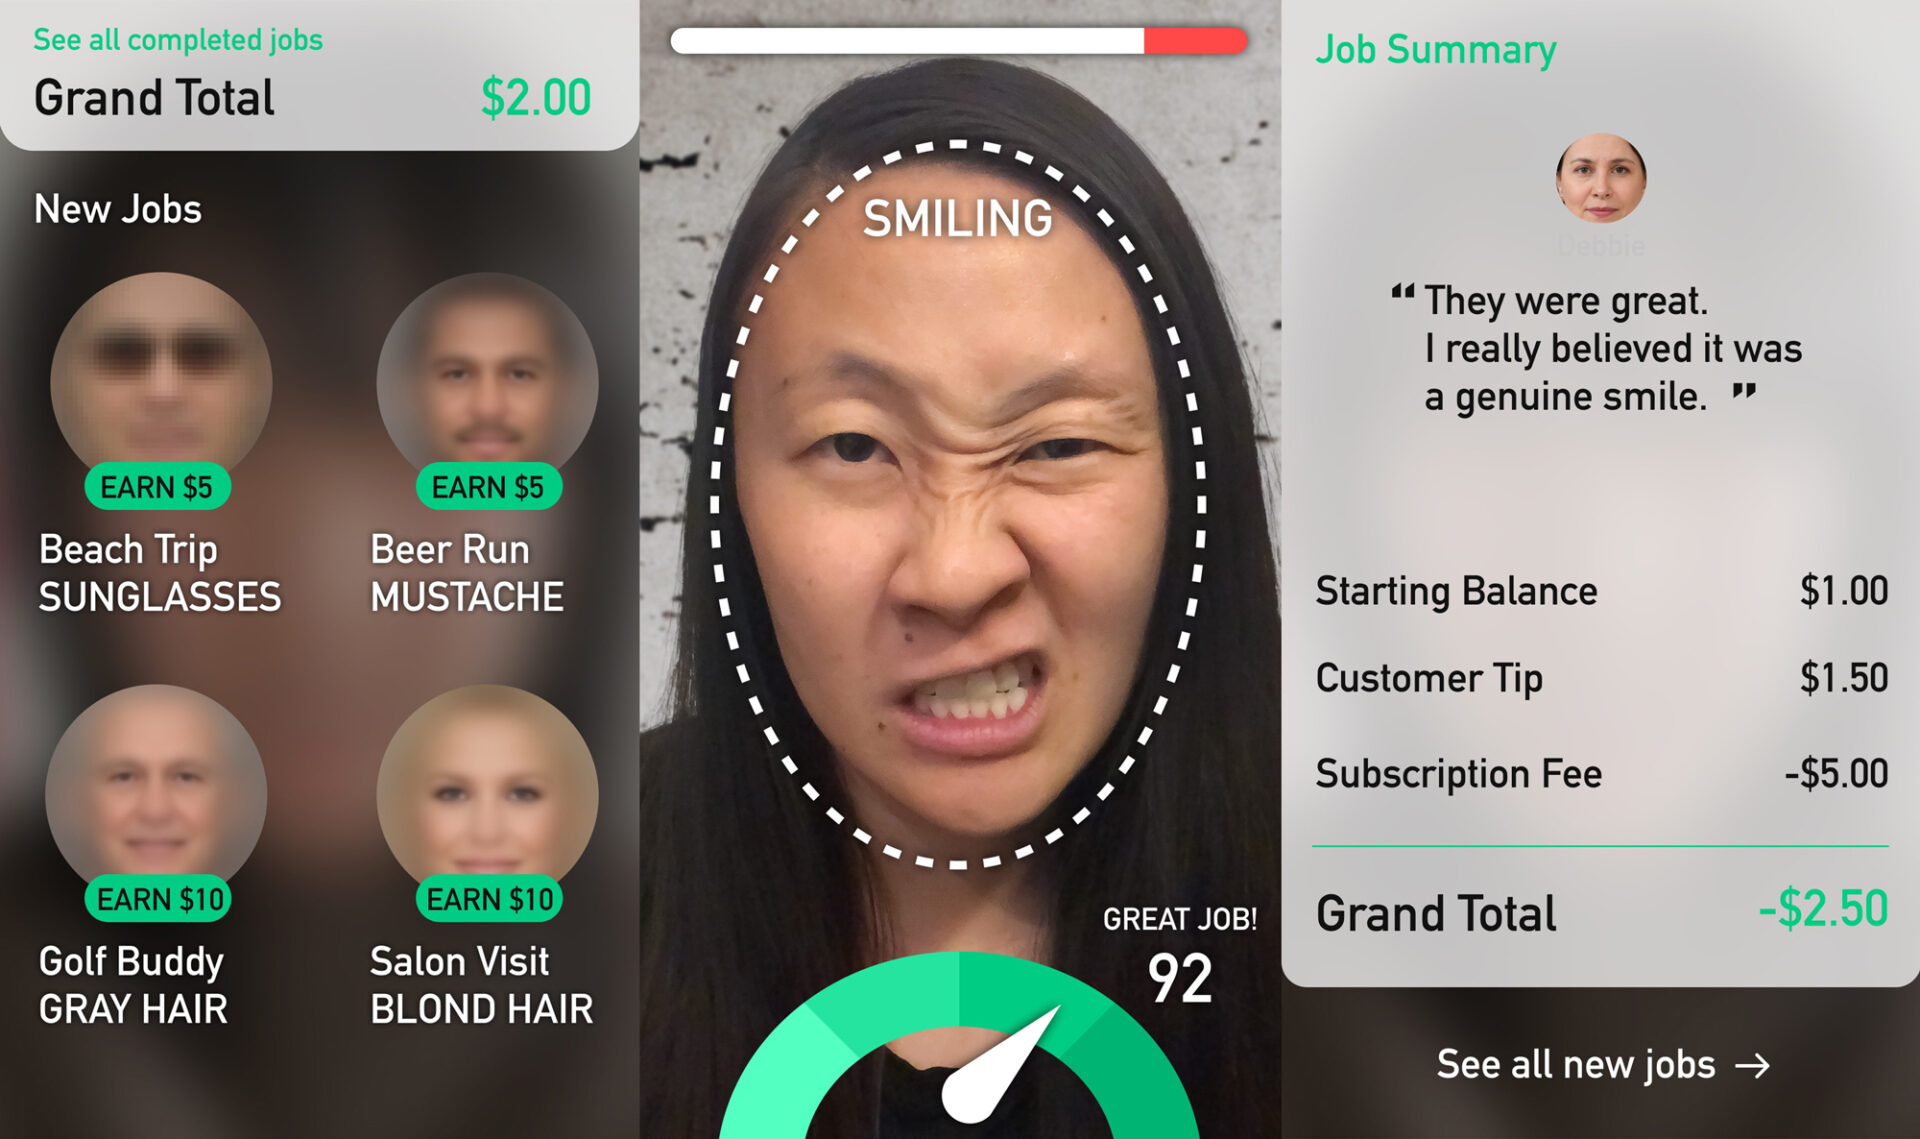 See all completed jobs
Grand Total $2.00
New Jobs
EARN $5
Beach Trip
SUNGLASSES
EARN $5
Beer Run
MUSTACHE
EARN $10
Golf Buddy
GRAY HAIR
EARN $10
Salon Visit
BLOND HAIR
SMILING
GREAT JOB!
92
Job Summary
Debbie
“ They were great.
I really believed it was
a genuine smile. ”
Starting Balance $1.00
Customer Tip $1.50
Subscription Fee -$5.00
Grand Total -$2.50
See all new jobs →